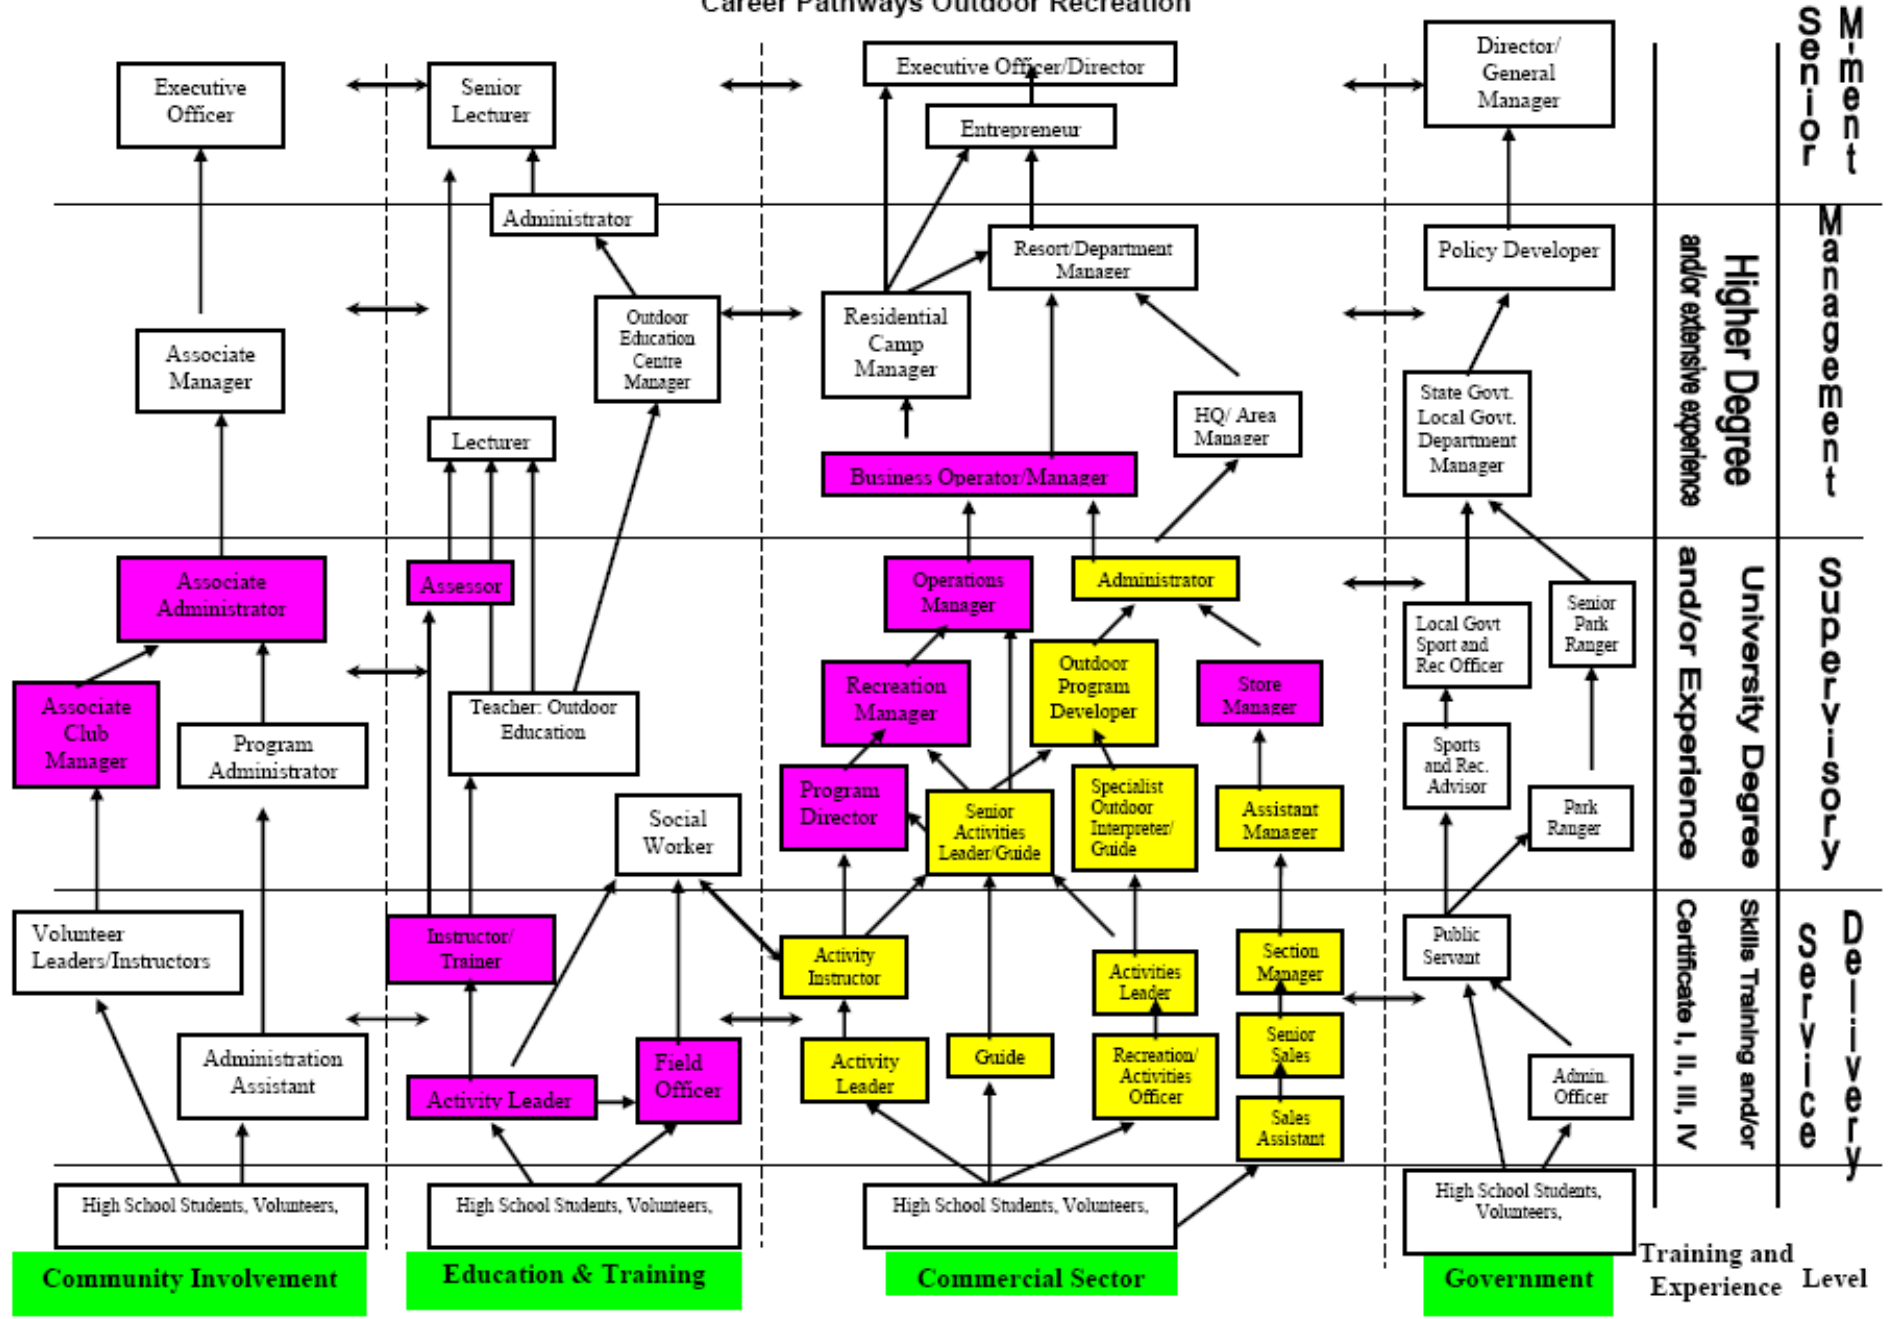 Career Pathways Outdoor Recreation
Executive
Officer
Senior
Lecturer
Executive Officer/Director
Entrepreneur
Director/
General
Manager
Administrator
Resort/Department
Manager
Policy Developer
Associate
Manager
Outdoor
Education
Centre
Manager
Residential
Camp
Manager
Lecturer
HQ/ Area
Manager
State Govt.
Local Govt.
Department
Manager
Business Operator/Manager
Associate
Administrator
Assessor
Operations
Manager
Administrator
Local Govt
Sport and
Rec Officer
Senior
Park
Ranger
Associate
Club
Manager
Program
Administrator
Teacher: Outdoor
Education
Recreation
Manager
Outdoor
Program
Developer
Store
Manager
Sports
and Rec.
Advisor
Park
Ranger
Social
Worker
Program
Director
Senior
Activities
Leader/Guide
Specialist
Outdoor
Interpreter/
Guide
Assistant
Manager
Volunteer
Leaders/Instructors
Instructor/
Trainer
Activity
Instructor
Activities
Leader
Section
Manager
Public
Servant
Administration
Assistant
Activity Leader
Field
Officer
Activity
Leader
Guide
Recreation/
Activities
Officer
Senior
Sales
Sales
Assistant
Admin.
Officer
High School Students, Volunteers,
High School Students, Volunteers,
High School Students, Volunteers,
High School Students,
Volunteers,
Community Involvement
Education & Training
Commercial Sector
Government
Training and
Experience
Level
Higher Degree
and/or extensive experience
University Degree
and/or Experience
Skills Training and/or
Certificate I, II, III, IV
M-ment
Senior
Management
Supervisory
Delivery
Service